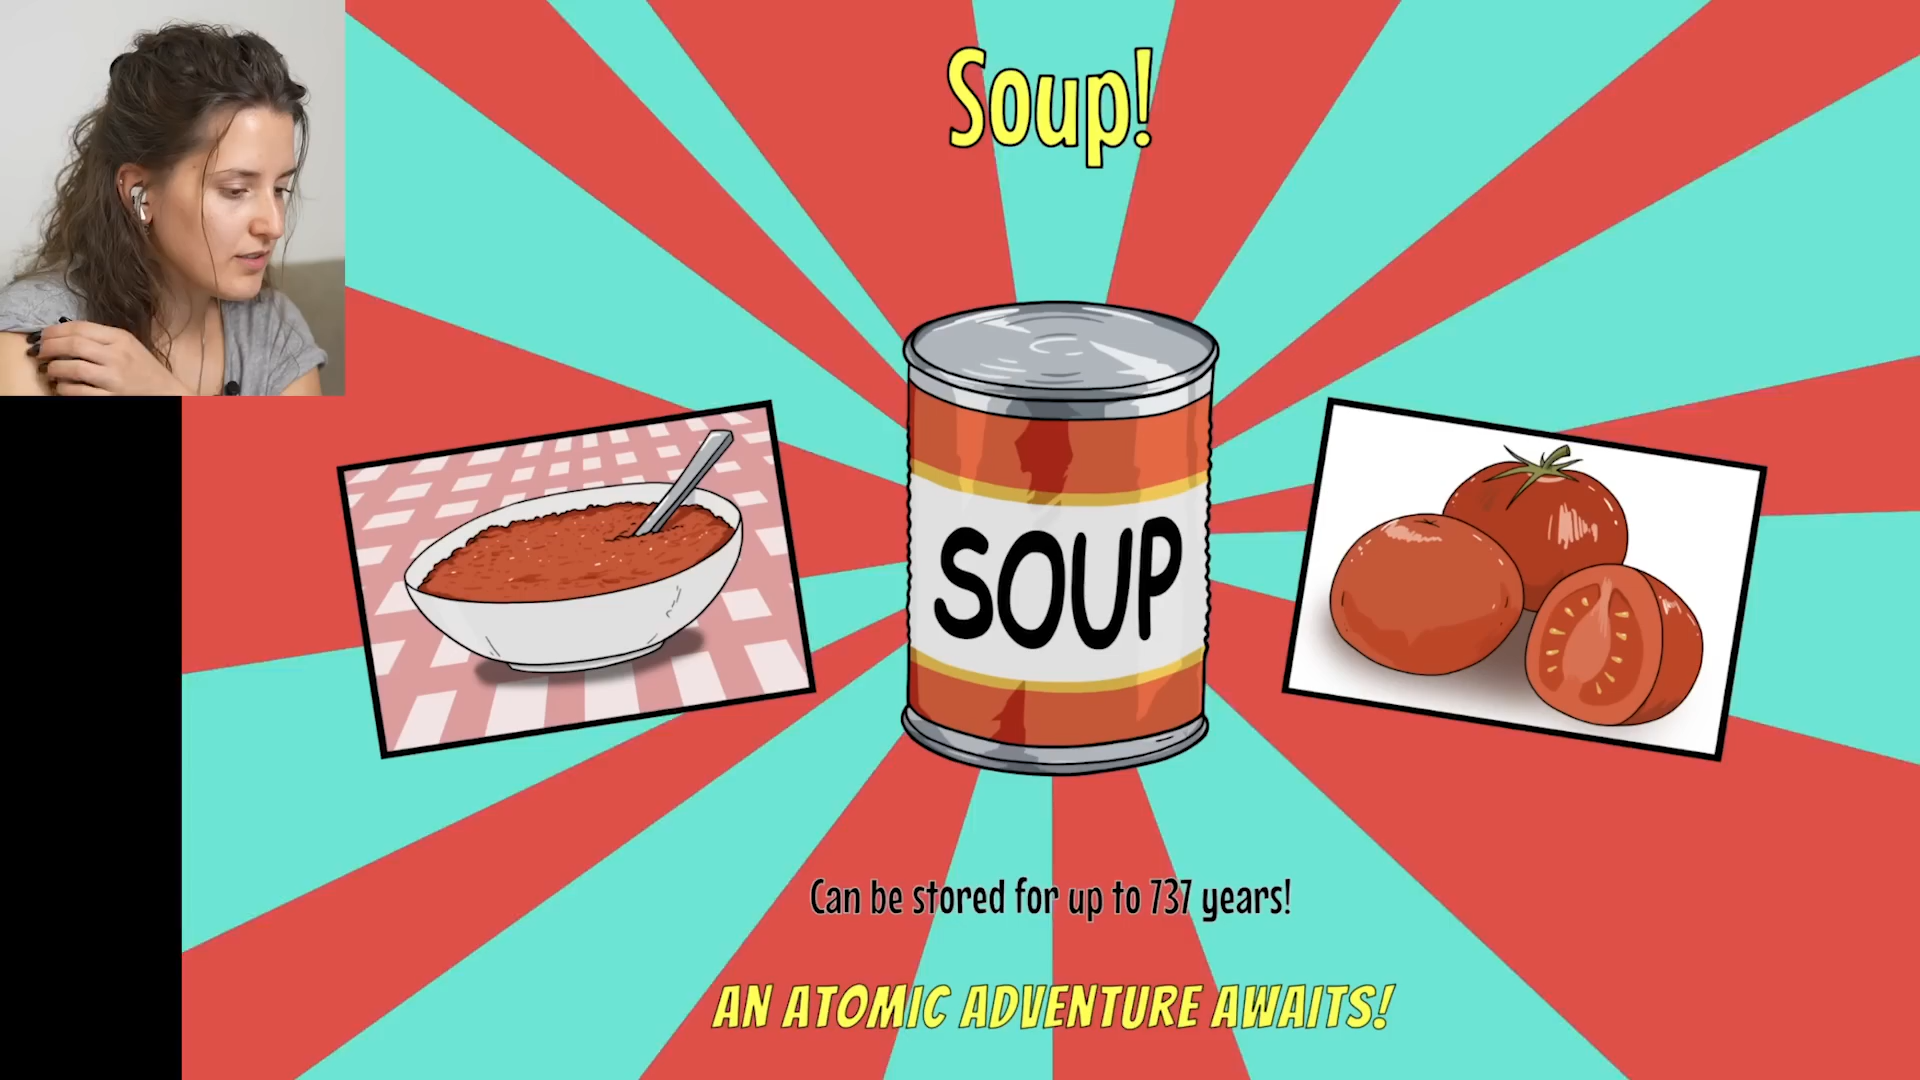 Soup!
SOUP
Can be stored for up to 737 years!
AN ATOMIC ADVENTURE AWAITS!